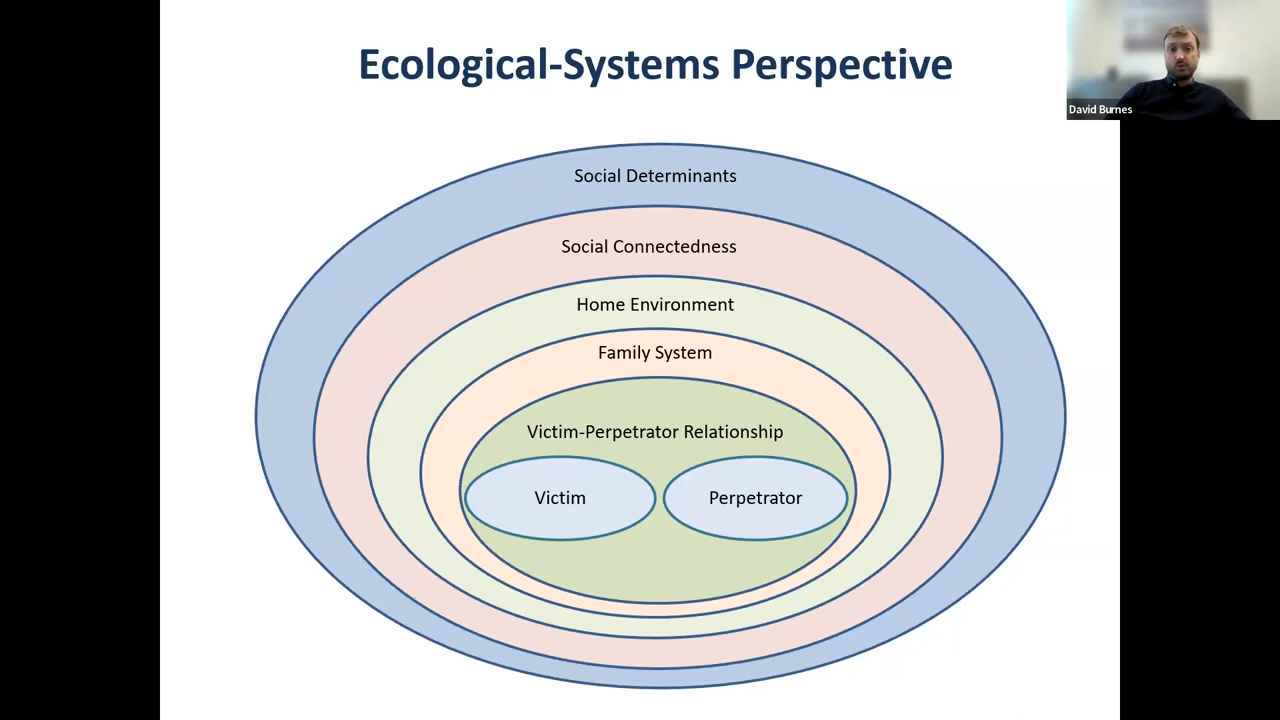 Ecological-Systems Perspective
David Burnes
Social Determinants
Social Connectedness
Home Environment
Family System
Victim-Perpetrator Relationship
Victim
Perpetrator